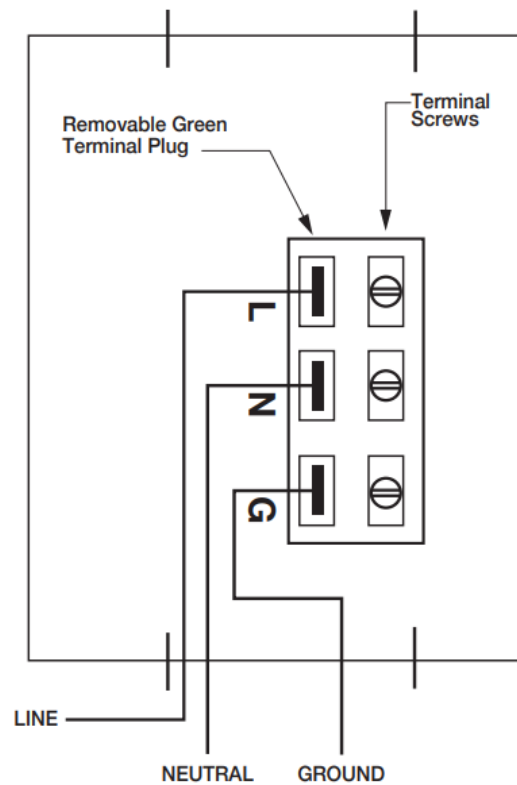 Terminal
Screws
Removable Green
Terminal Plug
L
N
G
LINE
NEUTRAL
GROUND